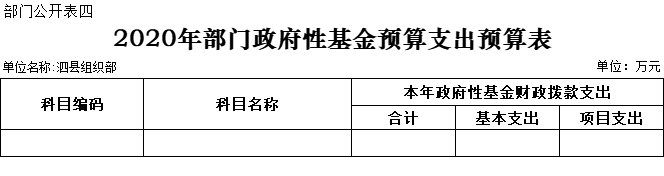 部门公开表四
2020年部门政府性基金预算支出预算表
单位名称:泗县组织部 单位：万元
科目编码 科目名称 本年政府性基金财政拨款支出
合计 基本支出 项目支出